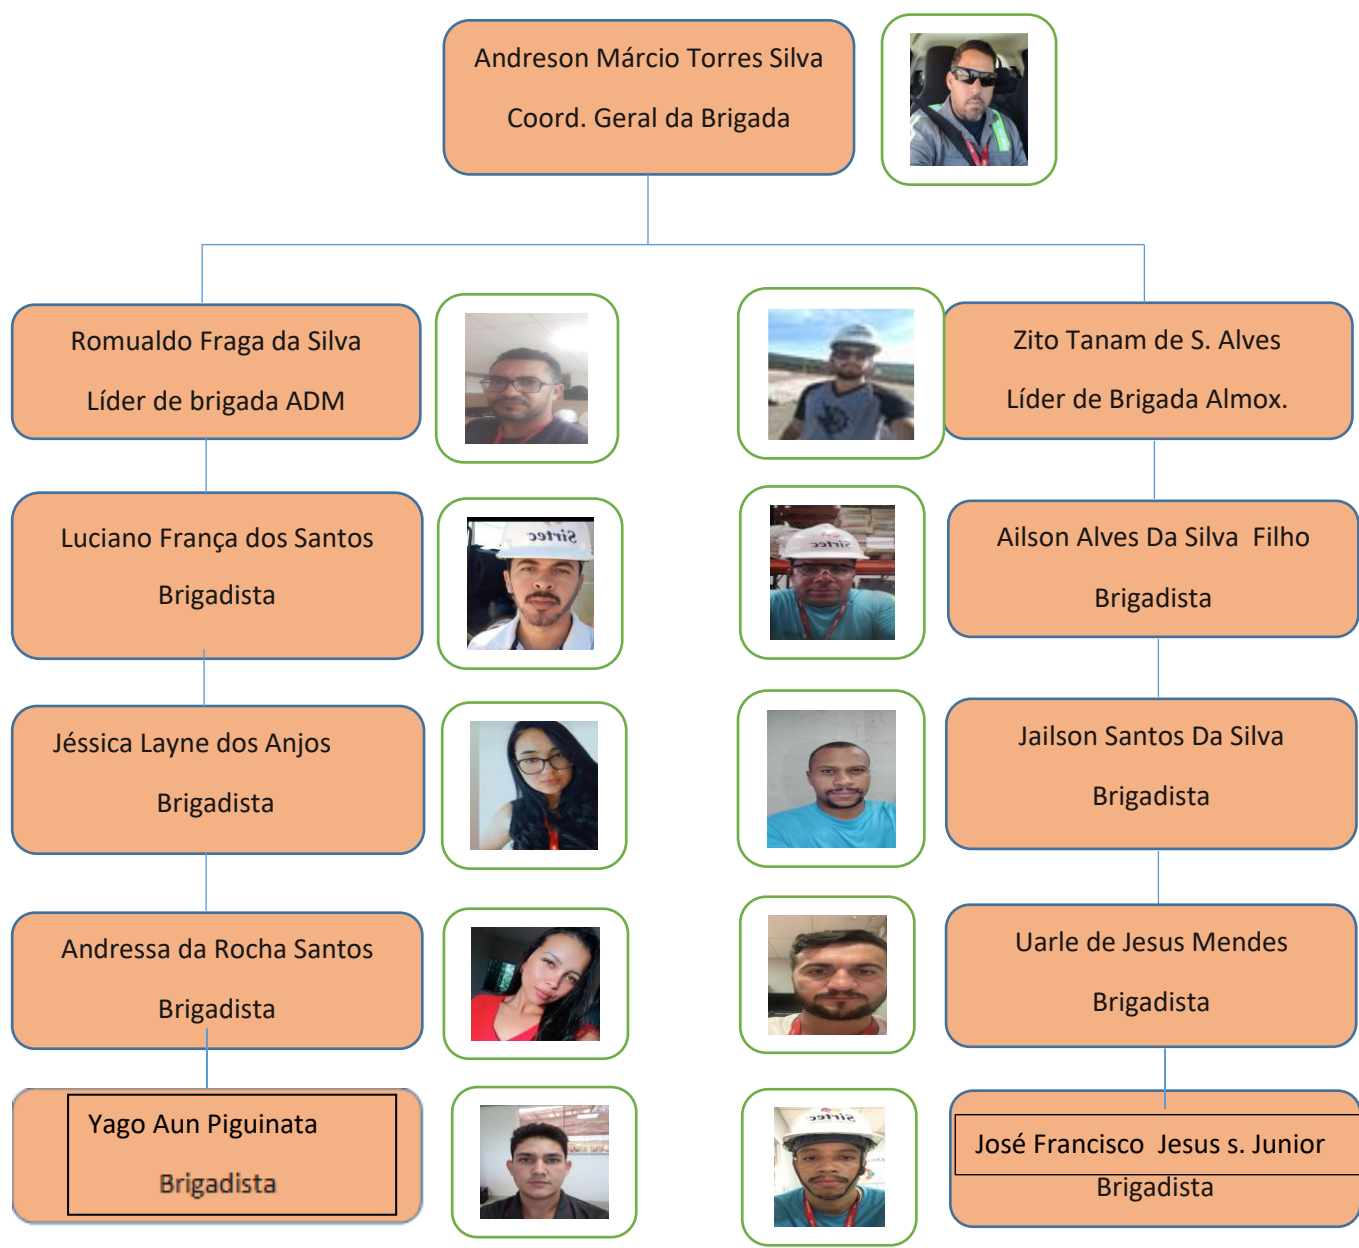 Andreson Márcio Torres Silva
Coord. Geral da Brigada
Romualdo Fraga da Silva
Líder de brigada ADM
Zito Tanam de S. Alves
Líder de Brigada Almox.
Luciano França dos Santos
Brigadista
Sirtec
Sirtec
Ailson Alves Da Silva  Filho
Brigadista
Jéssica Layne dos Anjos
Brigadista
Jailson Santos Da Silva
Brigadista
Andressa da Rocha Santos
Brigadista
Uarle de Jesus Mendes
Brigadista
Yago Aun Piguinata
Brigadista
Sirtec
José Francisco  Jesus s. Junior
Brigadista